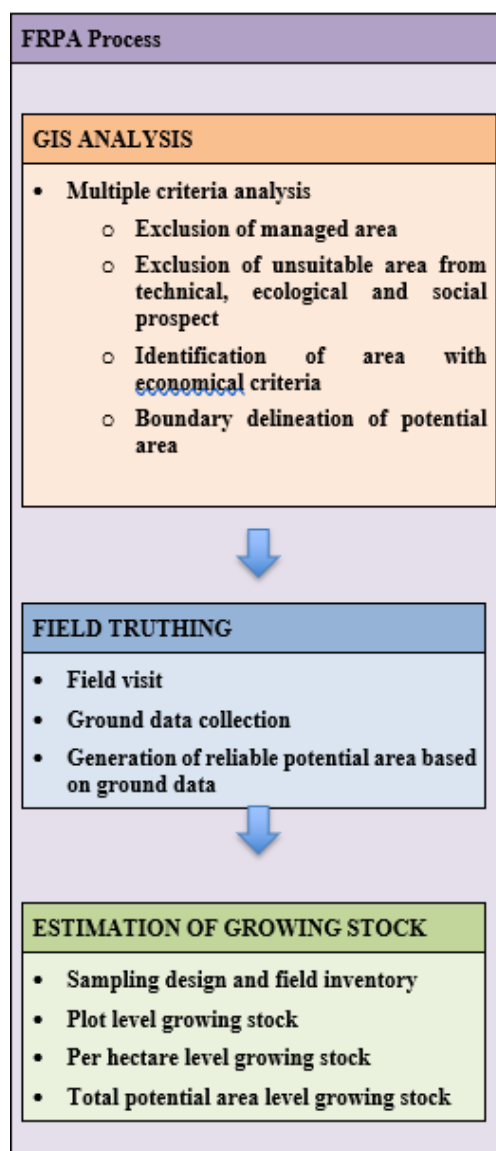 FRPA Process
GIS ANALYSIS
• Multiple criteria analysis
o Exclusion of managed area
o Exclusion of unsuitable area from
technical, ecological and social
prospect
o Identification of area with
economical criteria
o Boundary delineation of potential
area
FIELD TRUTHING
• Field visit
• Ground data collection
• Generation of reliable potential area based
on ground data
ESTIMATION OF GROWING STOCK
• Sampling design and field inventory
• Plot level growing stock
• Per hectare level growing stock
• Total potential area level growing stock